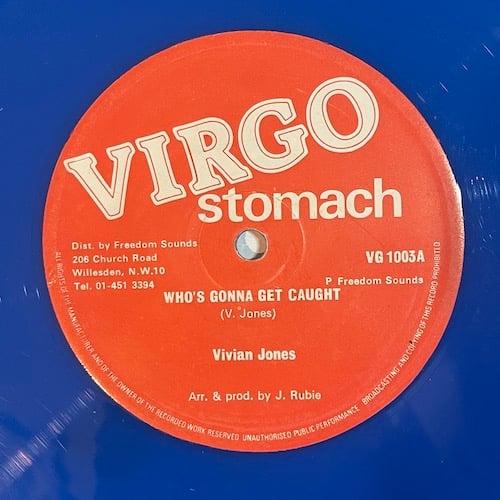 VIRGO
stomach
Dist. by Freedom Sounds
206 Church Road
Willesden, N.W.10
Tel. 01-451 3394
VG 1003A
P Freedom Sounds
WHO'S GONNA GET CAUGHT
(V. Jones)
Vivian Jones
Arr. & prod. by J. Rubie
ALL RIGHTS OF THE MANUFACTURER AND OF THE OWNER OF THE RECORDED WORK RESERVED UNAUTHORISED PUBLIC PERFORMANCE BROADCASTING AND COPYING OF THIS RECORD PROHIBITED